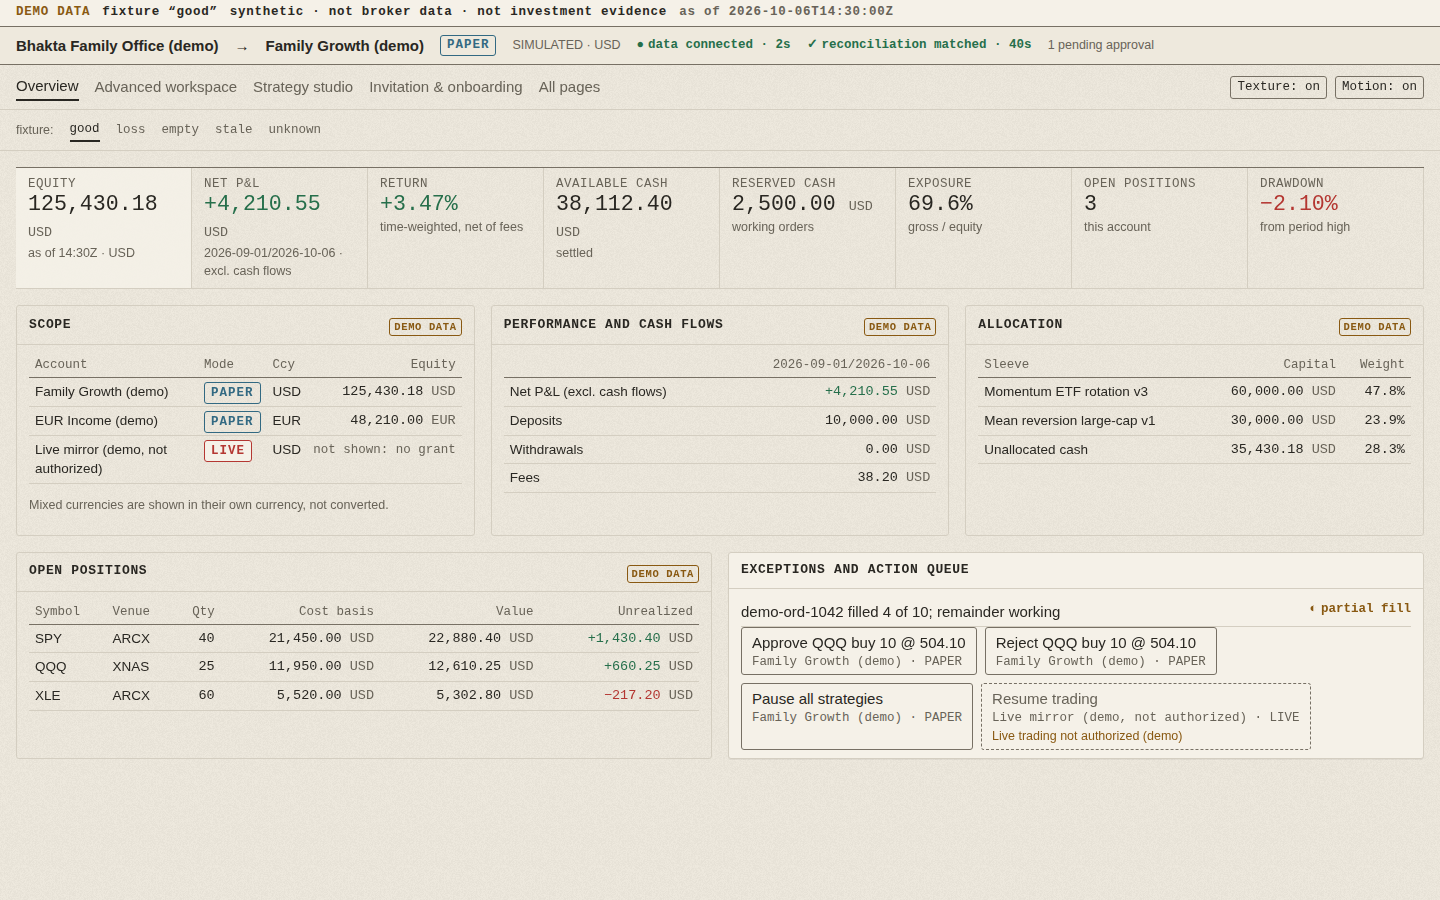 DEMO DATA fixture “good” synthetic · not broker data · not investment evidence as of 2026-10-06T14:30:00Z
Bhakta Family Office (demo) → Family Growth (demo) PAPER SIMULATED · USD ● data connected · 2s ✓ reconciliation matched · 40s 1 pending approval
Overview Advanced workspace Strategy studio Invitation & onboarding All pages Texture: on Motion: on
fixture: good loss empty stale unknown
EQUITY
125,430.18
USD
as of 14:30Z · USD
NET P&L
+4,210.55
USD
2026-09-01/2026-10-06 ·
excl. cash flows
RETURN
+3.47%
time-weighted, net of fees
AVAILABLE CASH
38,112.40
USD
settled
RESERVED CASH
2,500.00 USD
working orders
EXPOSURE
69.6%
gross / equity
OPEN POSITIONS
3
this account
DRAWDOWN
−2.10%
from period high
SCOPE DEMO DATA
Account Mode Ccy Equity
Family Growth (demo) PAPER USD 125,430.18 USD
EUR Income (demo) PAPER EUR 48,210.00 EUR
Live mirror (demo, not LIVE USD not shown: no grant
authorized)
Mixed currencies are shown in their own currency, not converted.
PERFORMANCE AND CASH FLOWS DEMO DATA
2026-09-01/2026-10-06
Net P&L (excl. cash flows) +4,210.55 USD
Deposits 10,000.00 USD
Withdrawals 0.00 USD
Fees 38.20 USD
ALLOCATION DEMO DATA
Sleeve Capital Weight
Momentum ETF rotation v3 60,000.00 USD 47.8%
Mean reversion large-cap v1 30,000.00 USD 23.9%
Unallocated cash 35,430.18 USD 28.3%
OPEN POSITIONS DEMO DATA
Symbol Venue Qty Cost basis Value Unrealized
SPY ARCX 40 21,450.00 USD 22,880.40 USD +1,430.40 USD
QQQ XNAS 25 11,950.00 USD 12,610.25 USD +660.25 USD
XLE ARCX 60 5,520.00 USD 5,302.80 USD −217.20 USD
EXCEPTIONS AND ACTION QUEUE
demo-ord-1042 filled 4 of 10; remainder working partial fill
Approve QQQ buy 10 @ 504.10
Family Growth (demo) · PAPER
Reject QQQ buy 10 @ 504.10
Family Growth (demo) · PAPER
Pause all strategies
Family Growth (demo) · PAPER
Resume trading
Live mirror (demo, not authorized) · LIVE
Live trading not authorized (demo)